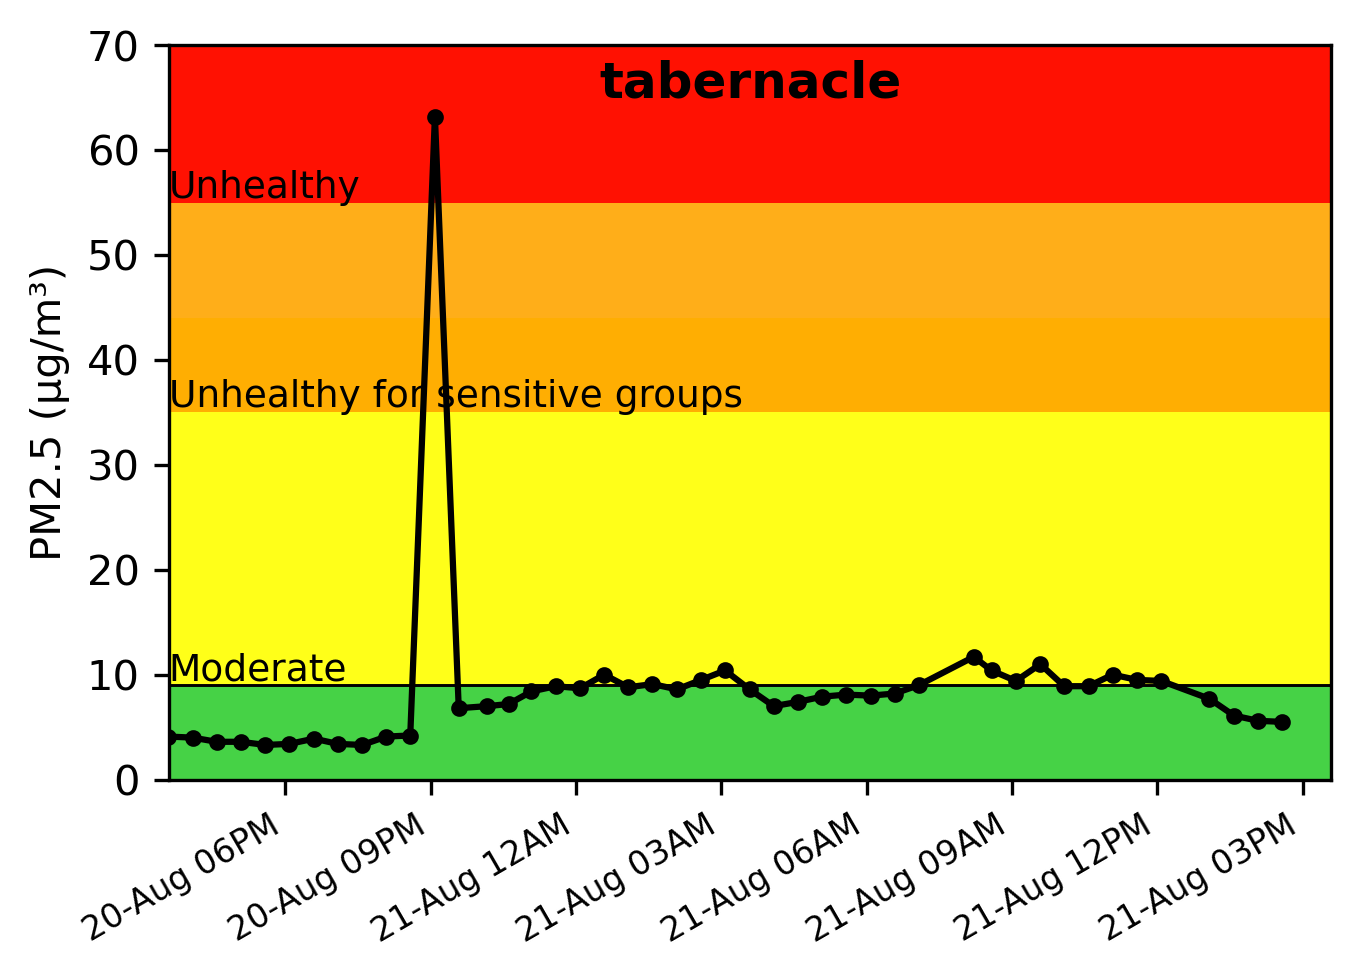 tabernacle
70
60
50
40
30
20
10
0
PM2.5 (µg/m³)
Unhealthy
Unhealthy for sensitive groups
Moderate
20-Aug 06PM
20-Aug 09PM
21-Aug 12AM
21-Aug 03AM
21-Aug 06AM
21-Aug 09AM
21-Aug 12PM
21-Aug 03PM